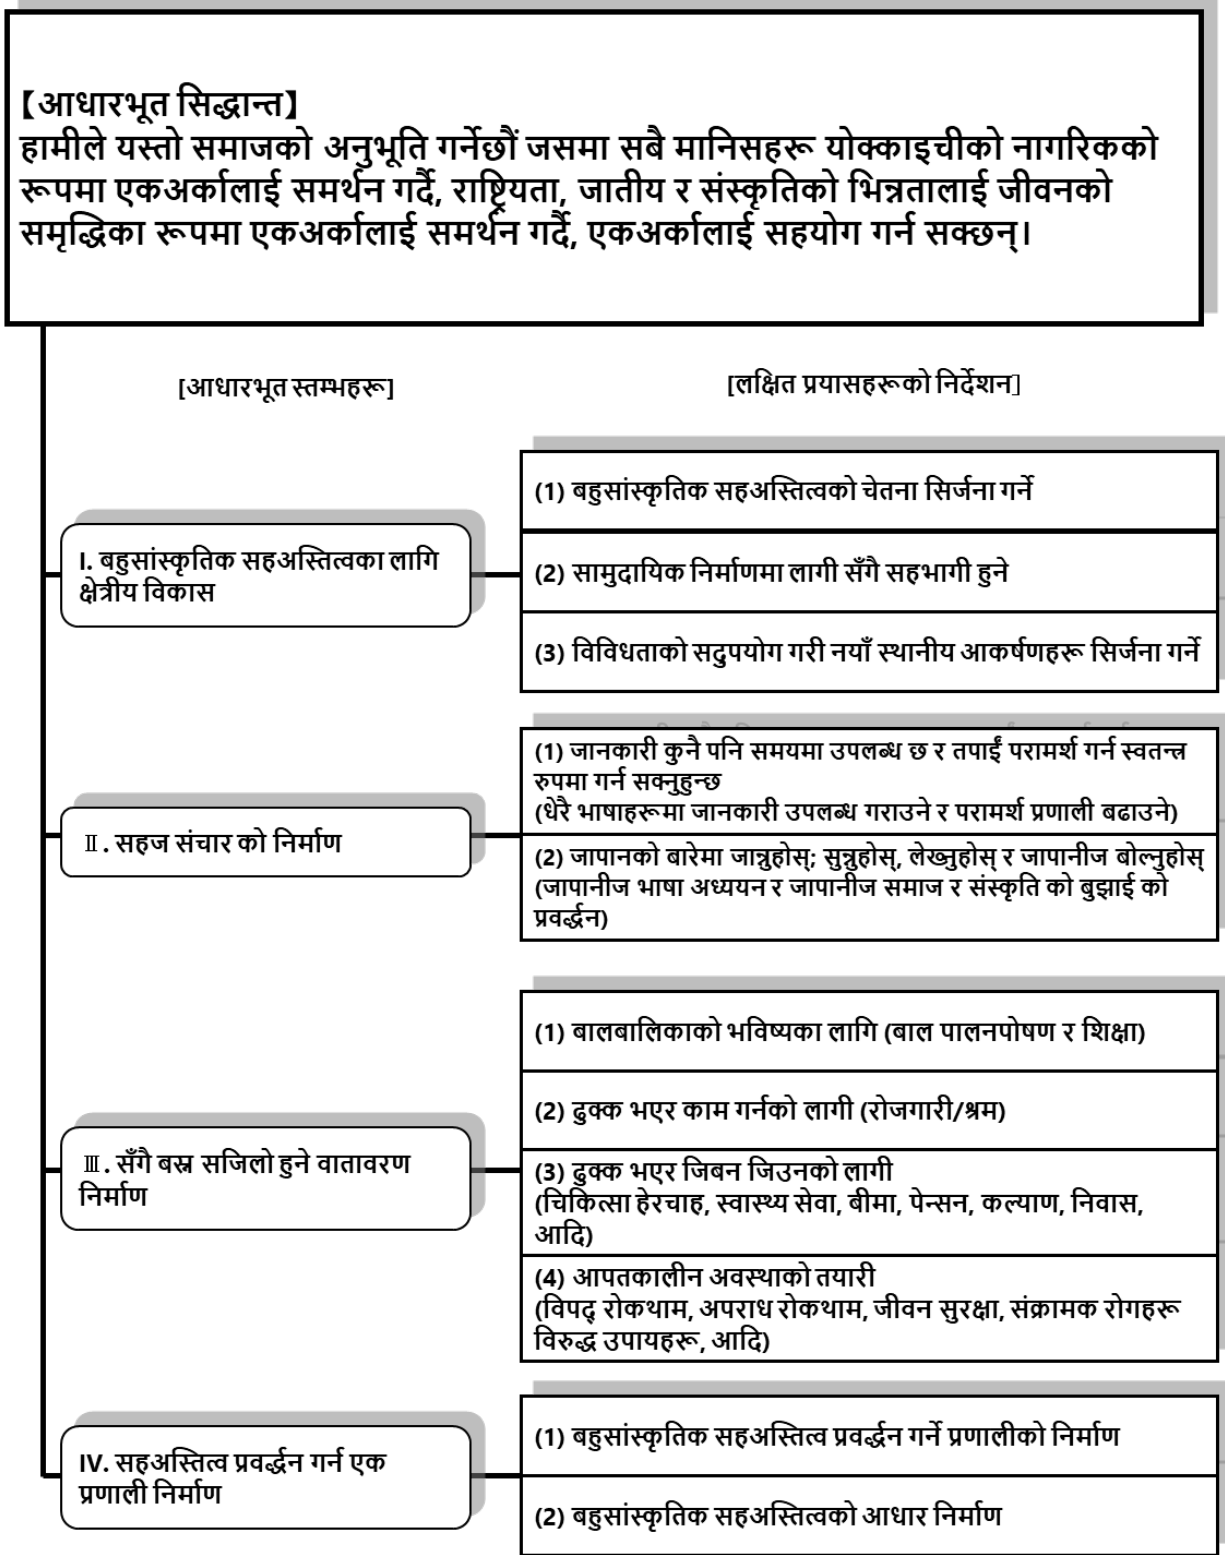 【आधारभूत सिद्धान्त】
हामीले यस्तो समाजको अनुभूति गर्नेछौं जसमा सबै मानिसहरू योक्काइचीको नागरिकको
रूपमा एकअर्कालाई समर्थन गर्दै, राष्ट्रियता, जातीय र संस्कृतिको भिन्नतालाई जीवनको
समृद्धिका रूपमा एकअर्कालाई समर्थन गर्दै, एकअर्कालाई सहयोग गर्न सक्छन्।
[आधारभूत स्तम्भहरू]
[लक्षित प्रयासहरूको निर्देशन]
I. बहुसांस्कृतिक सहअस्तित्वका लागि
क्षेत्रीय विकास
(1) बहुसांस्कृतिक सहअस्तित्वको चेतना सिर्जना गर्ने
(2) सामुदायिक निर्माणमा लागी सँगै सहभागी हुने
(3) विविधताको सदुपयोग गरी नयाँ स्थानीय आकर्षणहरू सिर्जना गर्ने
Ⅱ. सहज संचार को निर्माण
(1) जानकारी कुनै पनि समयमा उपलब्ध छ र तपाईं परामर्श गर्न स्वतन्त्र
रुपमा गर्न सक्नुहुन्छ
(धेरै भाषाहरूमा जानकारी उपलब्ध गराउने र परामर्श प्रणाली बढाउने)
(2) जापानको बारेमा जान्नुहोस्; सुन्नुहोस्, लेख्नुहोस् र जापानीज बोल्नुहोस्
(जापानीज भाषा अध्ययन र जापानीज समाज र संस्कृति को बुझाई को
प्रवर्द्धन)
Ⅲ. सँगै बस्न सजिलो हुने वातावरण
निर्माण
(1) बालबालिकाको भविष्यका लागि (बाल पालनपोषण र शिक्षा)
(2) ढुक्क भएर काम गर्नको लागी (रोजगारी/श्रम)
(3) ढुक्क भएर जिबन जिउनको लागी
(चिकित्सा हेरचाह, स्वास्थ्य सेवा, बीमा, पेन्सन, कल्याण, निवास,
आदि)
(4) आपतकालीन अवस्थाको तयारी
(विपद् रोकथाम, अपराध रोकथाम, जीवन सुरक्षा, संक्रामक रोगहरू
विरुद्ध उपायहरू, आदि)
IV. सहअस्तित्व प्रवर्द्धन गर्न एक
प्रणाली निर्माण
(1) बहुसांस्कृतिक सहअस्तित्व प्रवर्द्धन गर्ने प्रणालीको निर्माण
(2) बहुसांस्कृतिक सहअस्तित्वको आधार निर्माण